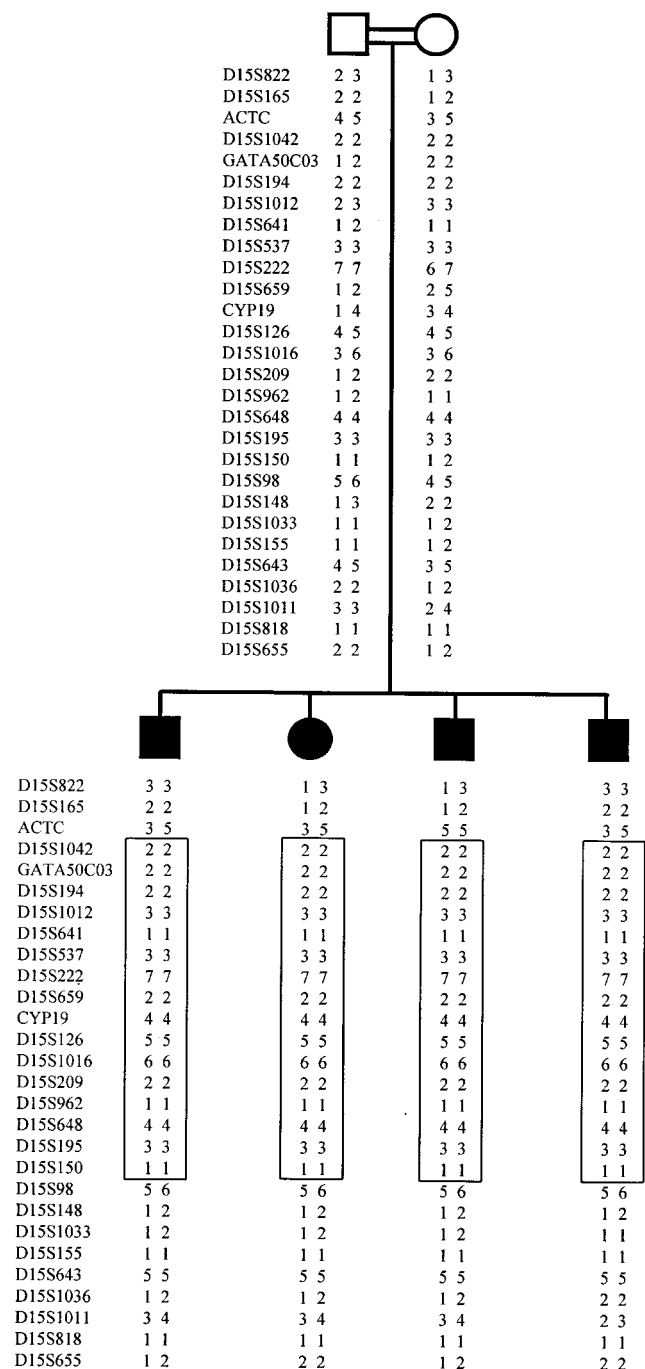 D15S822 2 3 1 3
D15S165 2 2 1 2
ACTC 4 5 3 5
D15S1042 2 2 2 2
GATA50C03 1 2 2 2
D15S194 2 2 2 2
D15S1012 2 3 3 3
D15S641 1 2 1 1
D15S537 3 3 3 3
D15S222 7 7 6 7
D15S659 1 2 2 5
CYP19 1 4 3 4
D15S126 4 5 4 5
D15S1016 3 6 3 6
D15S209 1 2 2 2
D15S962 1 2 1 1
D15S648 4 4 4 4
D15S195 3 3 3 3
D15S150 1 1 1 2
D15S98 5 6 4 5
D15S148 1 3 2 2
D15S1033 1 1 1 2
D15S155 1 1 1 2
D15S643 4 5 3 5
D15S1036 2 2 1 2
D15S1011 3 3 2 4
D15S818 1 1 1 1
D15S655 2 2 1 2
D15S822 3 3 1 3 1 3 3 3
D15S165 2 2 1 2 1 2 2 2
ACTC 3 5 3 5 5 5 3 5
D15S1042 2 2 2 2 2 2 2 2
GATA50C03 2 2 2 2 2 2 2 2
D15S194 2 2 2 2 2 2 2 2
D15S1012 3 3 3 3 3 3 3 3
D15S641 1 1 1 1 1 1 1 1
D15S537 3 3 3 3 3 3 3 3
D15S222 7 7 7 7 7 7 7 7
D15S659 2 2 2 2 2 2 2 2
CYP19 4 4 4 4 4 4 4 4
D15S126 5 5 5 5 5 5 5 5
D15S1016 6 6 6 6 6 6 6 6
D15S209 2 2 2 2 2 2 2 2
D15S962 1 1 1 1 1 1 1 1
D15S648 4 4 4 4 4 4 4 4
D15S195 3 3 3 3 3 3 3 3
D15S150 1 1 1 1 1 1 1 1
D15S98 5 6 5 6 5 6 5 6
D15S148 1 2 1 2 1 2 1 2
D15S1033 1 2 1 2 1 2 1 1
D15S155 1 1 1 1 1 1 1 1
D15S643 5 5 5 5 5 5 5 5
D15S1036 1 2 1 2 1 2 2 2
D15S1011 3 4 3 4 3 4 2 3
D15S818 1 1 1 1 1 1 1 1
D15S655 1 2 2 2 1 2 2 2